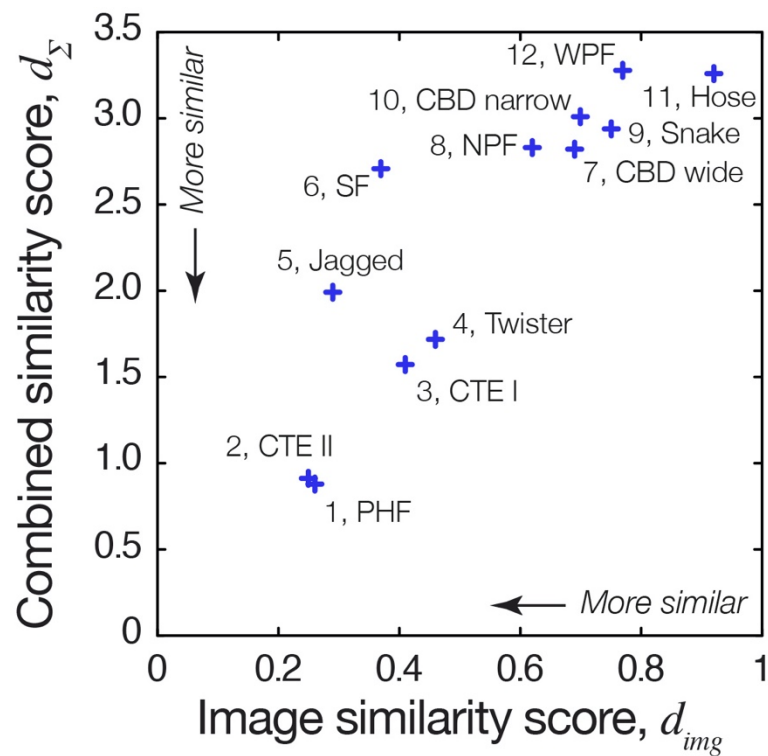 Combined similarity score, dΣ
3.5
3.0
2.5
2.0
1.5
1.0
0.5
0
More similar
12, WPF
10, CBD narrow
11, Hose
8, NPF
9, Snake
6, SF
7, CBD wide
5, Jagged
4, Twister
3, CTE I
2, CTE II
1, PHF
More similar
0
0.2
0.4
0.6
0.8
1
Image similarity score, dimg